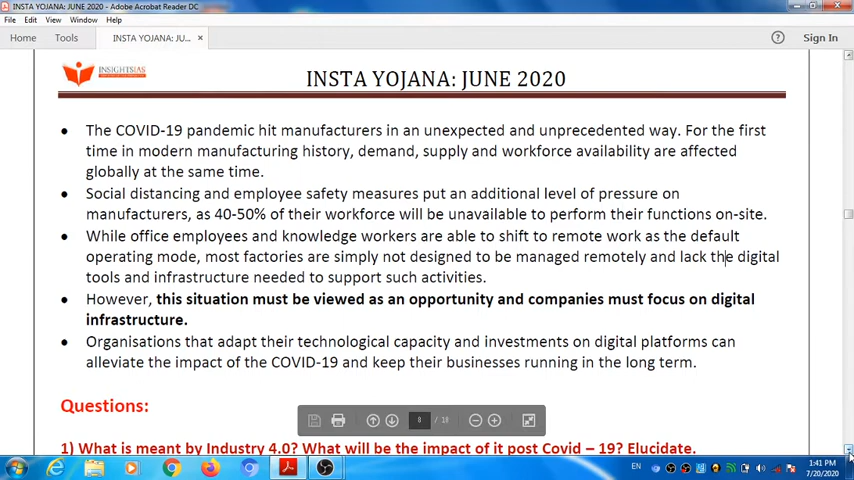 INSTA YOJANA: JUNE 2020 - Adobe Acrobat Reader DC
File Edit View Window Help
Home Tools INSTA YOJANA: JU... × ? Sign In
INSIGHTSIAS
INSTA YOJANA: JUNE 2020
• The COVID-19 pandemic hit manufacturers in an unexpected and unprecedented way. For the first
time in modern manufacturing history, demand, supply and workforce availability are affected
globally at the same time.
• Social distancing and employee safety measures put an additional level of pressure on
manufacturers, as 40-50% of their workforce will be unavailable to perform their functions on-site.
• While office employees and knowledge workers are able to shift to remote work as the default
operating mode, most factories are simply not designed to be managed remotely and lack the digital
tools and infrastructure needed to support such activities.
• However, this situation must be viewed as an opportunity and companies must focus on digital
infrastructure.
• Organisations that adapt their technological capacity and investments on digital platforms can
alleviate the impact of the COVID-19 and keep their businesses running in the long term.
Questions:
8 / 18
1) What is meant by Industry 4.0? What will be the impact of it post Covid – 19? Elucidate.
EN
1:41 PM
7/20/2020